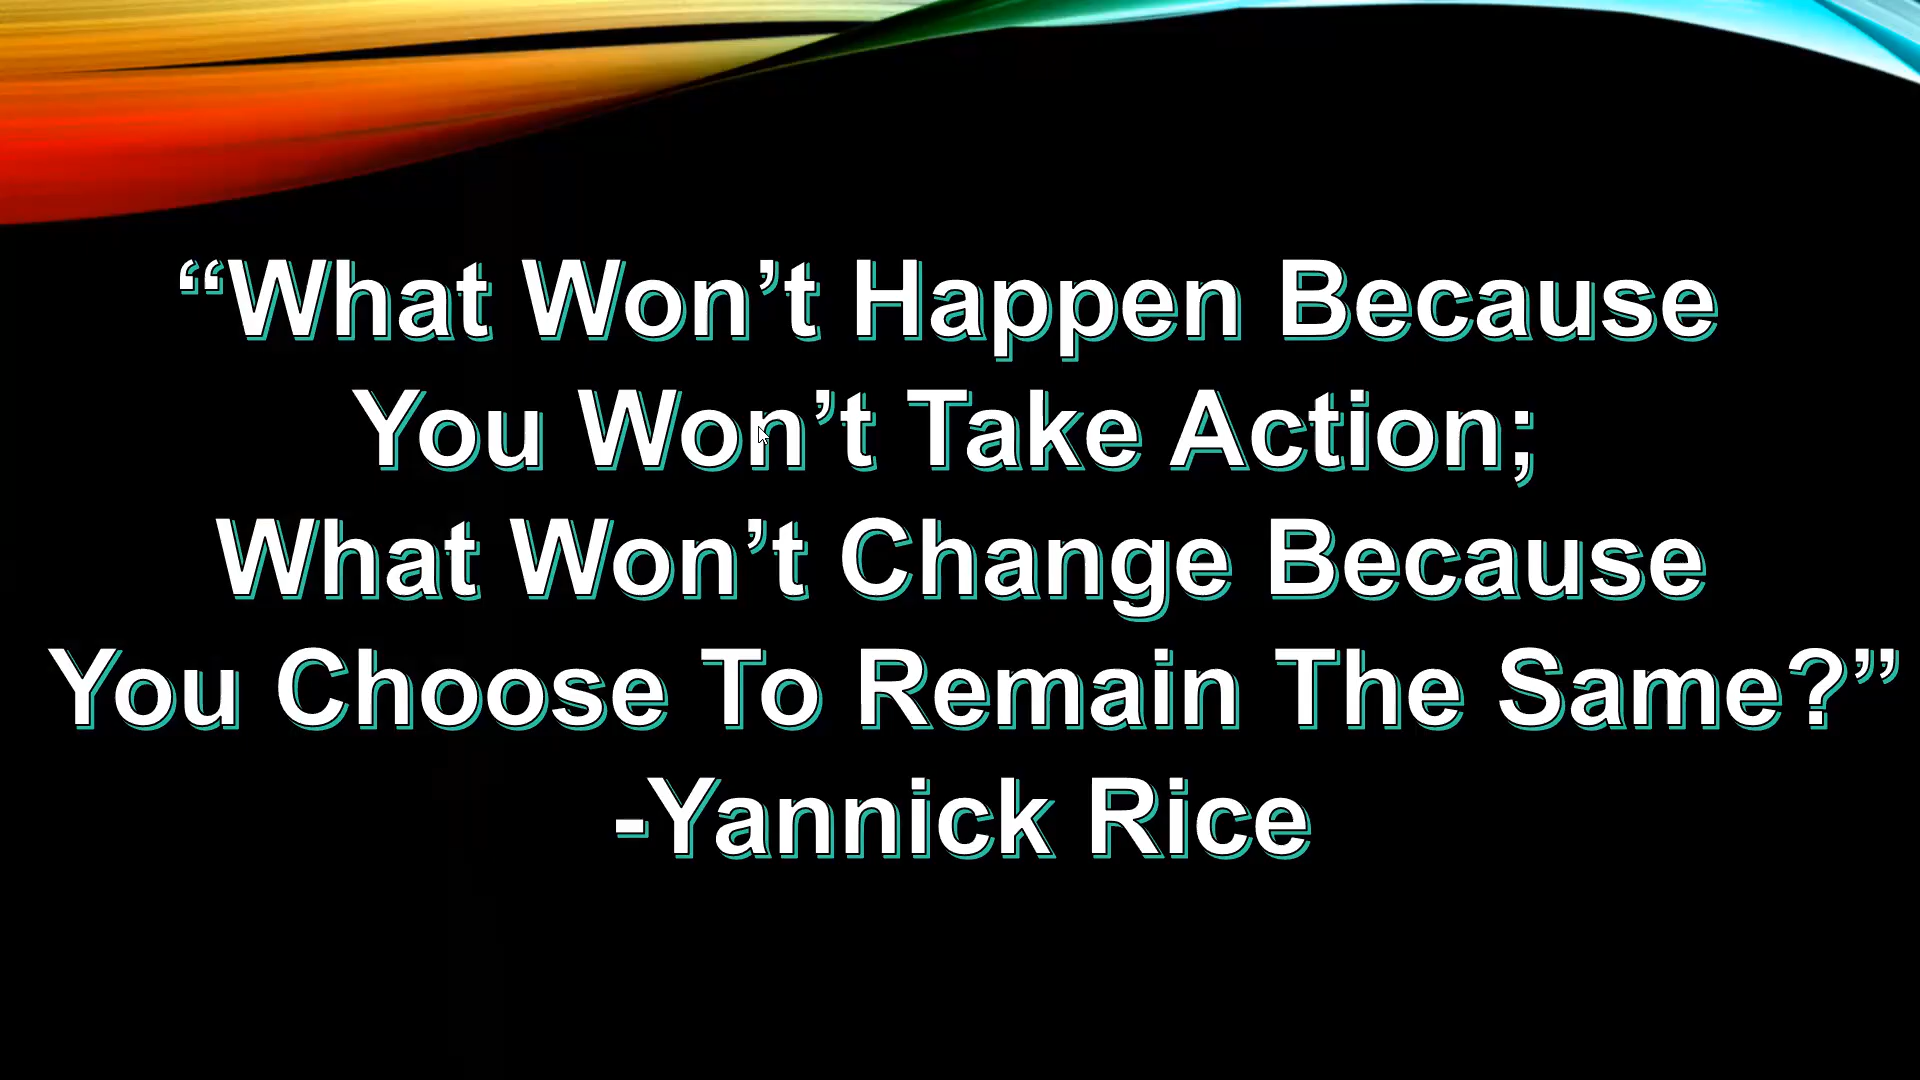 “What Won’t Happen Because
You Won’t Take Action;
What Won’t Change Because
You Choose To Remain The Same?”
-Yannick Rice